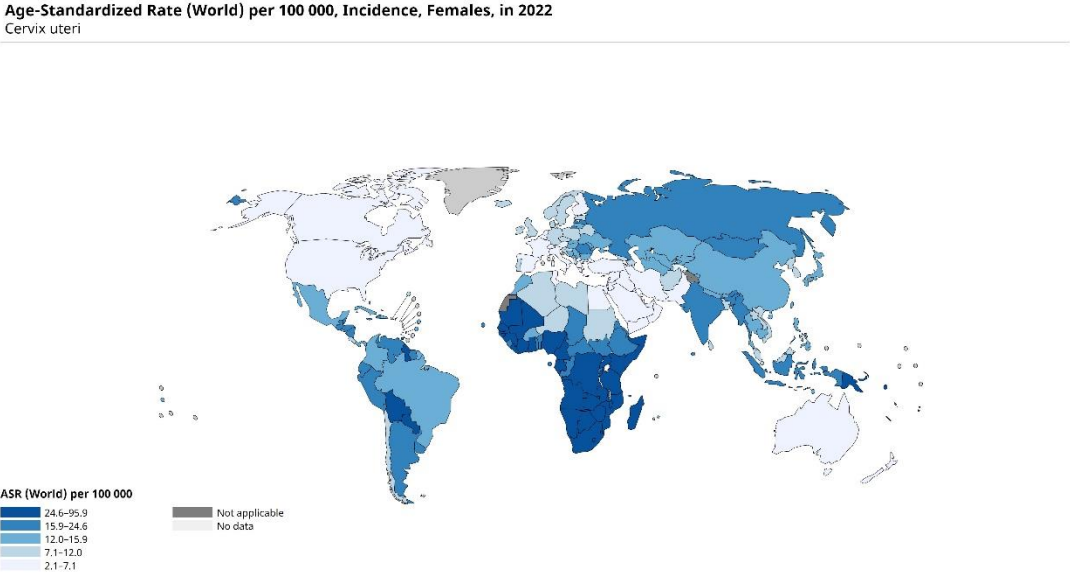 Age-Standardized Rate (World) per 100 000, Incidence, Females, in 2022
Cervix uteri
ASR (World) per 100 000
24.6–95.9
15.9–24.6
12.0–15.9
7.1–12.0
2.1–7.1
Not applicable
No data